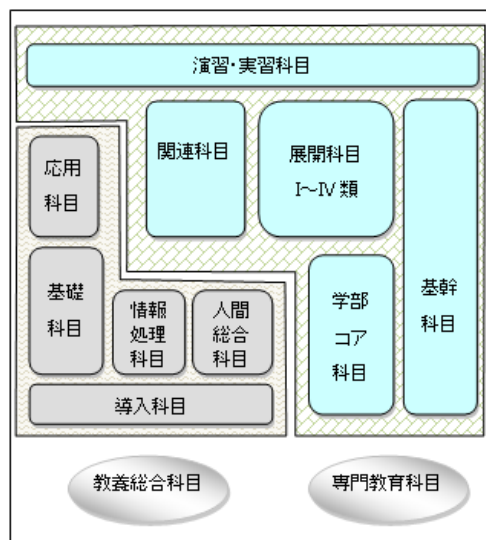 演習・実習科目
関連科目
展開科目
Ⅰ～Ⅳ類
応用
科目
基礎
科目
情報
処理
科目
人間
総合
科目
導入科目
学部
コア
科目
基幹
科目
教養総合科目
専門教育科目